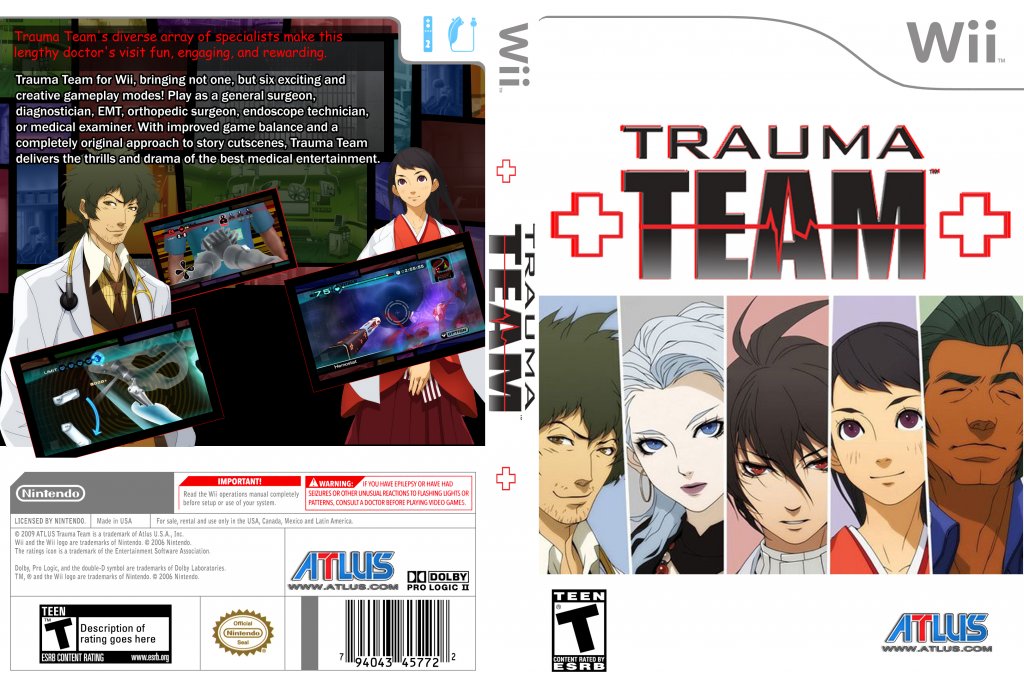 Trauma Team's diverse array of specialists make this
lengthy doctor's visit fun, engaging, and rewarding.
Trauma Team for Wii, bringing not one, but six exciting and
creative gameplay modes! Play as a general surgeon,
diagnostician, EMT, orthopedic surgeon, endoscope technician,
or medical examiner. With improved game balance and a
completely original approach to story cutscenes, Trauma Team
delivers the thrills and drama of the best medical entertainment.
75
Hemostat
LIMIT
GOOD!
Nintendo
IMPORTANT!
Read the Wii operations manual completely
before setup or use of your system.
WARNING: IF YOU HAVE EPILEPSY OR HAVE HAD
SEIZURES OR OTHER UNUSUAL REACTIONS TO FLASHING LIGHTS OR
PATTERNS, CONSULT A DOCTOR BEFORE PLAYING VIDEO GAMES.
LICENSED BY NINTENDO.
Made in USA
For sale, rental and use only in the USA, Canada, Mexico and Latin America.
© 2009 ATLUS Trauma Team is a trademark of Atlus U.S.A., Inc.
Wii and the Wii logo are trademarks of Nintendo. © 2006 Nintendo.
The ratings icon is a trademark of the Entertainment Software Association.
Dolby, Pro Logic, and the double-D symbol are trademarks of Dolby Laboratories.
TM, ® and the Wii logo are trademarks of Nintendo. © 2006 Nintendo.
ATLUS
WWW.ATLUS.COM
DOLBY
PRO LOGIC II
TEEN
T
TM
Description of
rating goes here
ESRB CONTENT RATING www.esrb.org
Official
Nintendo
Seal
7 94043 45772 2
Wii
TRAUMA
TEAM
Wii
TM
TRAUMA
TEAM
TM
TEEN
T
®
CONTENT RATED BY
ESRB
ATLUS
WWW.ATLUS.COM